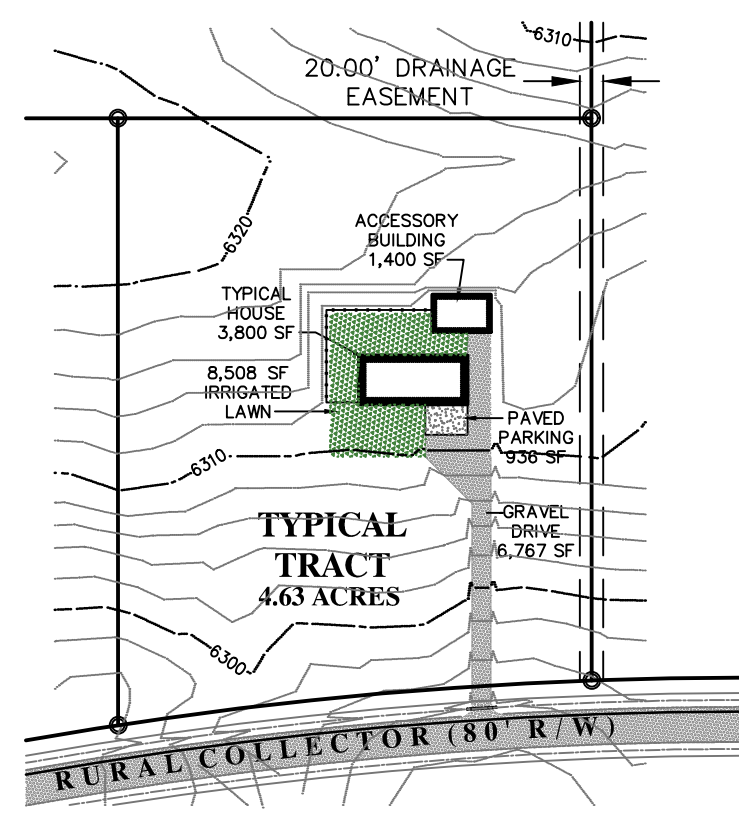 6310
20.00' DRAINAGE
EASEMENT
6320
ACCESSORY
BUILDING
1,400 SF
TYPICAL
HOUSE
3,800 SF
8,508 SF
IRRIGATED
LAWN
PAVED
PARKING
936 SF
6310
GRAVEL
DRIVE
6,767 SF
TYPICAL
TRACT
4.63 ACRES
6300
RURAL COLLECTOR (80' R/W)